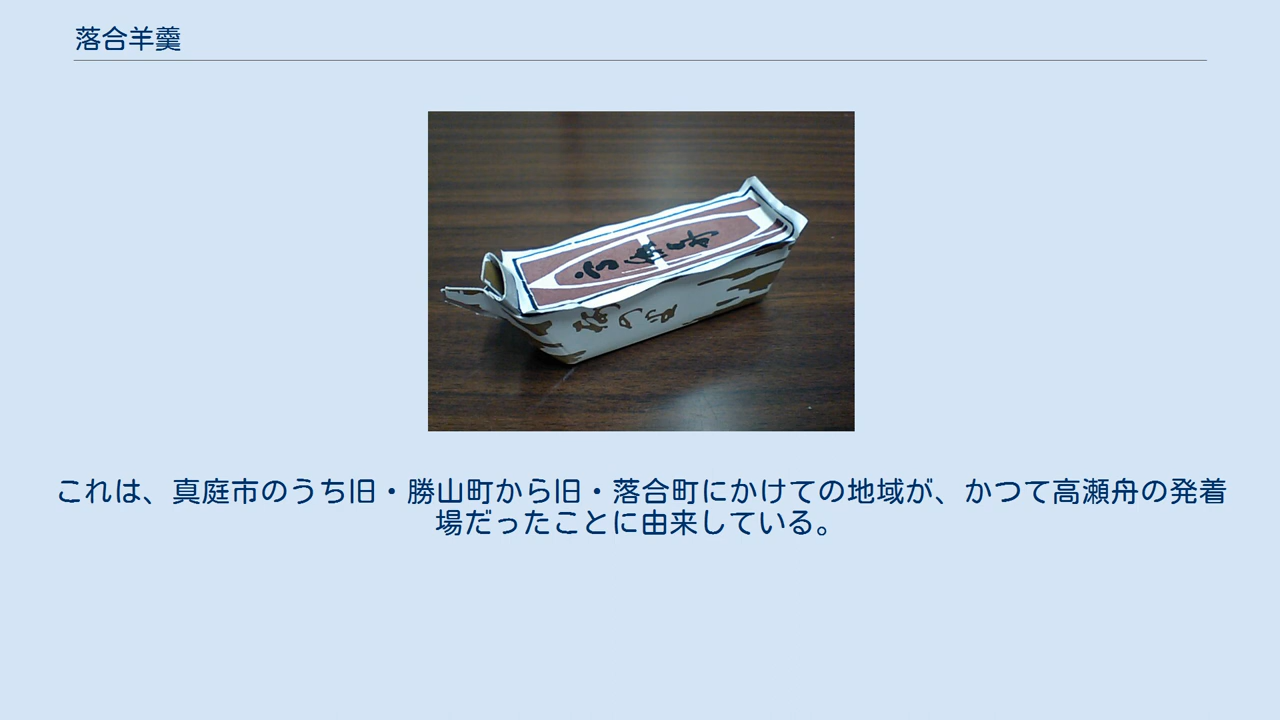 落合羊羹
これは、真庭市のうち旧・勝山町から旧・落合町にかけての地域が、かつて高瀬舟の発着
場だったことに由来している。